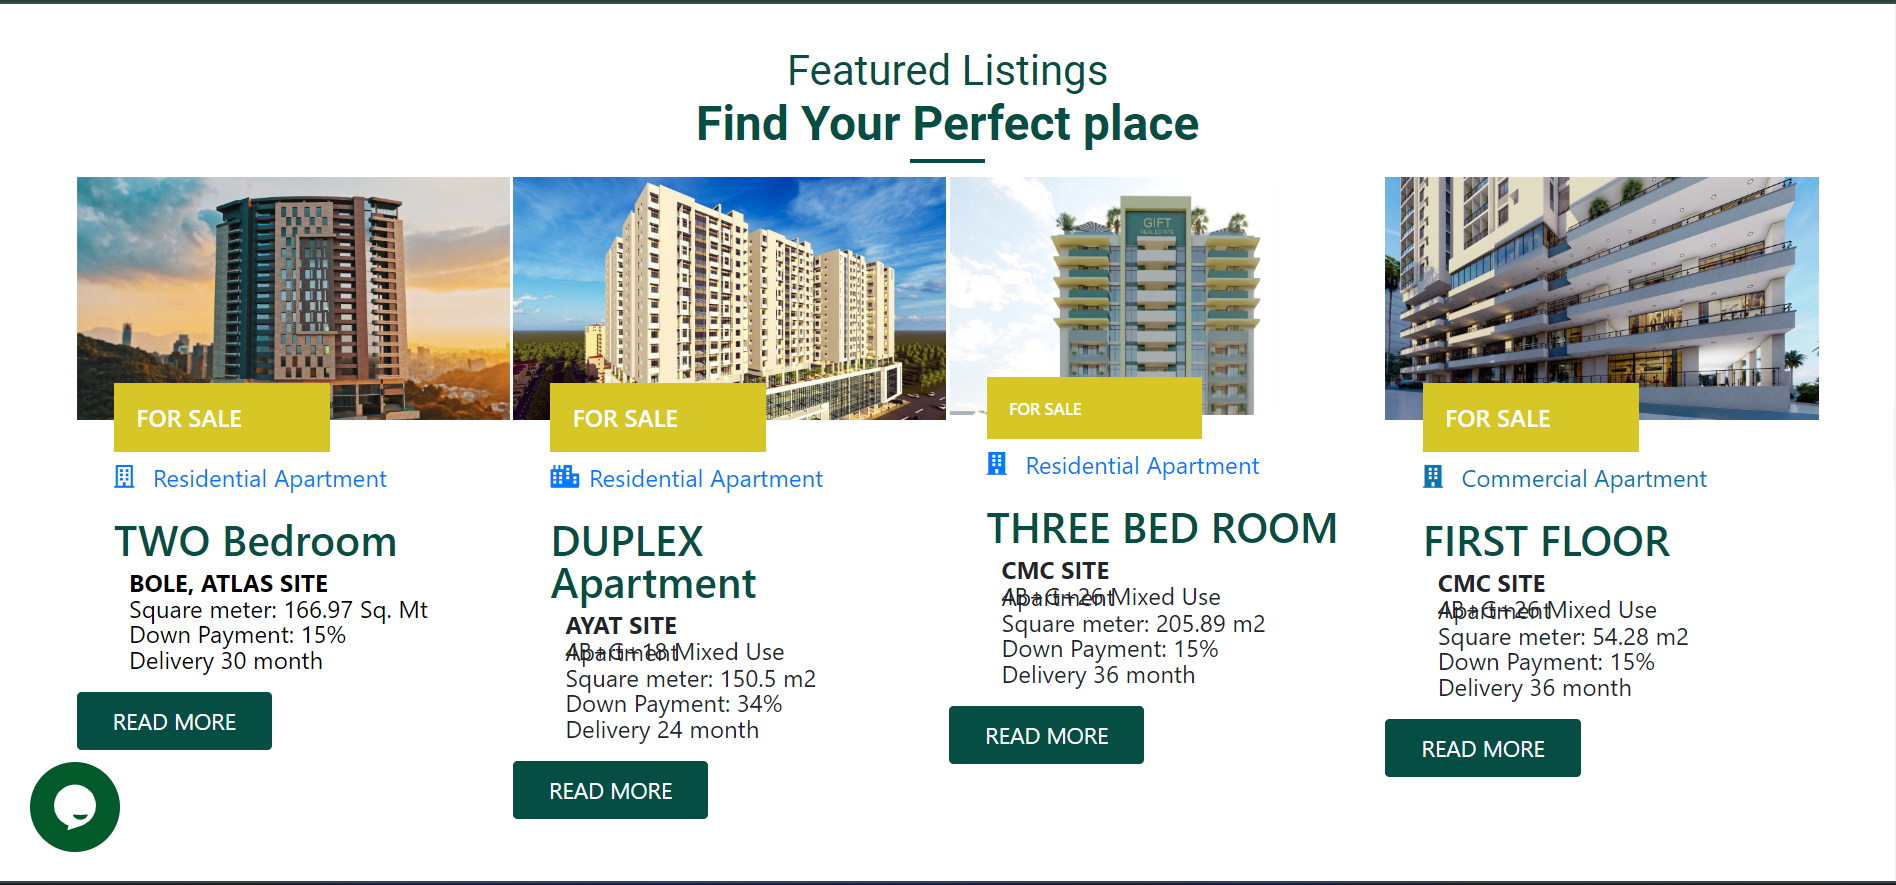 Featured Listings
Find Your Perfect place
FOR SALE
Residential Apartment
TWO Bedroom
BOLE, ATLAS SITE
Square meter: 166.97 Sq. Mt
Down Payment: 15%
Delivery 30 month
READ MORE
FOR SALE
Residential Apartment
DUPLEX
Apartment
AYAT SITE
4B+G+18 Mixed Use
Apartment
Square meter: 150.5 m2
Down Payment: 34%
Delivery 24 month
READ MORE
GIFT
REAL ESTATE
FOR SALE
Residential Apartment
THREE BED ROOM
CMC SITE
4B+G+26 Mixed Use
Apartment
Square meter: 205.89 m2
Down Payment: 15%
Delivery 36 month
READ MORE
FOR SALE
Commercial Apartment
FIRST FLOOR
CMC SITE
4B+G+26 Mixed Use
Apartment
Square meter: 54.28 m2
Down Payment: 15%
Delivery 36 month
READ MORE